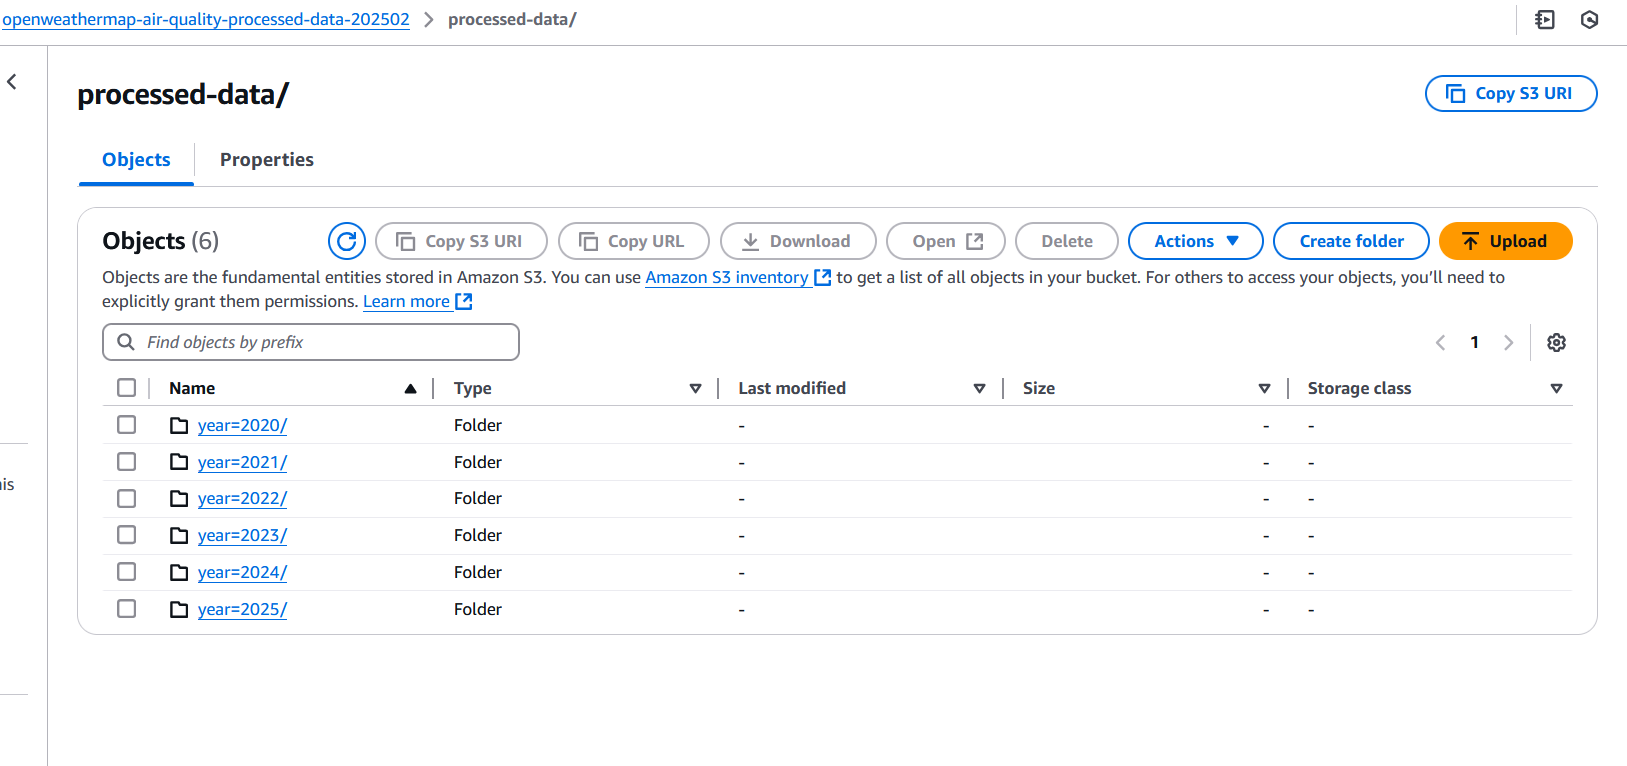 openweathermap-air-quality-processed-data-202502 > processed-data/
processed-data/
Copy S3 URI
Objects
Properties
Objects (6)
Copy S3 URI
Copy URL
Download
Open
Delete
Actions
Create folder
Upload
Objects are the fundamental entities stored in Amazon S3. You can use Amazon S3 inventory to get a list of all objects in your bucket. For others to access your objects, you'll need to
explicitly grant them permissions. Learn more
Find objects by prefix
1
Name Type Last modified Size Storage class
year=2020/ Folder - - -
year=2021/ Folder - - -
year=2022/ Folder - - -
year=2023/ Folder - - -
year=2024/ Folder - - -
year=2025/ Folder - - -